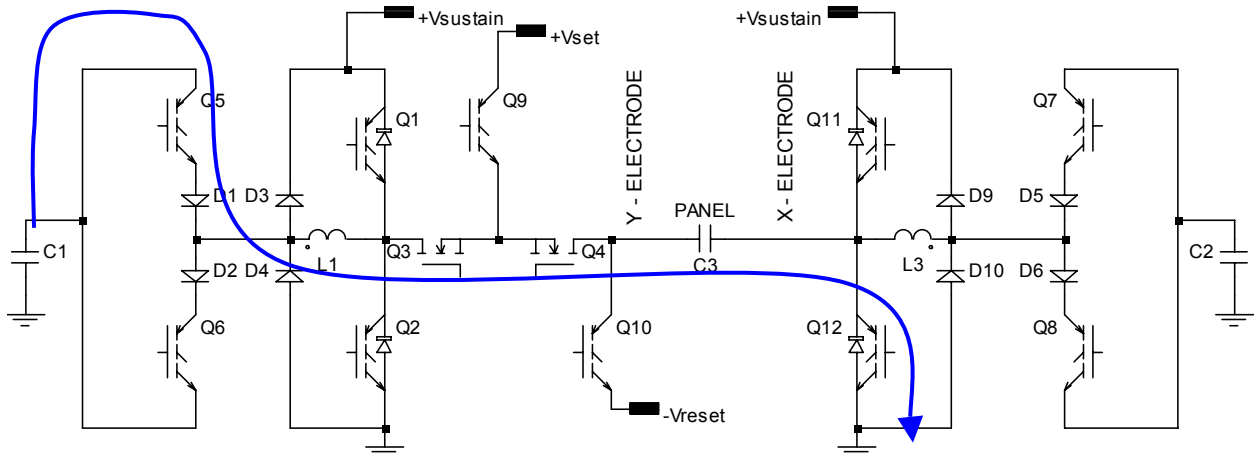 +Vsustain
+Vset
+Vsustain
Q5
Q1
Q9
Y - ELECTRODE
X - ELECTRODE
Q11
Q7
D1
D3
PANEL
D9
D5
C1
L1
Q3
Q4
C3
L3
C2
D2
D4
D10
D6
Q6
Q2
Q10
Q12
Q8
-Vreset